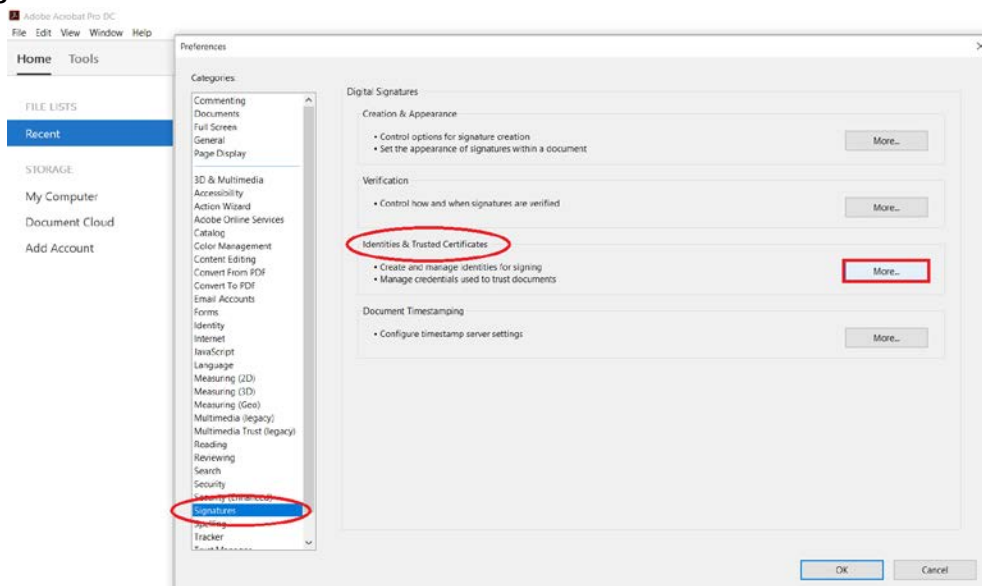 Adobe Acrobat Pro DC
File Edit View Window Help
Home Tools
FILE LISTS
Recent
STORAGE
My Computer
Document Cloud
Add Account
Preferences
Categories:
Commenting
Documents
Full Screen
General
Page Display
3D & Multimedia
Accessibility
Action Wizard
Adobe Online Services
Catalog
Color Management
Content Editing
Convert From PDF
Convert To PDF
Email Accounts
Forms
Identity
Internet
JavaScript
Language
Measuring (2D)
Measuring (3D)
Measuring (Geo)
Multimedia (legacy)
Multimedia Trust (legacy)
Reading
Reviewing
Search
Security
Security (Enhanced)
Signatures
Spelling
Tracker
Trust Manager
Digital Signatures
Creation & Appearance
• Control options for signature creation
• Set the appearance of signatures within a document
More...
Verification
• Control how and when signatures are verified
More...
Identities & Trusted Certificates
• Create and manage identities for signing
• Manage credentials used to trust documents
More...
Document Timestamping
• Configure timestamp server settings
More...
OK Cancel